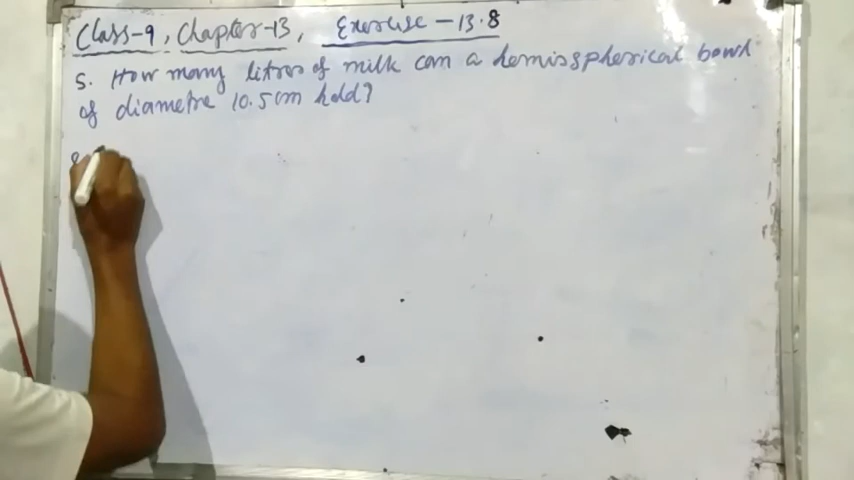 Class-9, Chapter-13, Exercise-13.8
5. How many litres of milk can a hemisspherical bowl
of diametre 10.5cm hold?